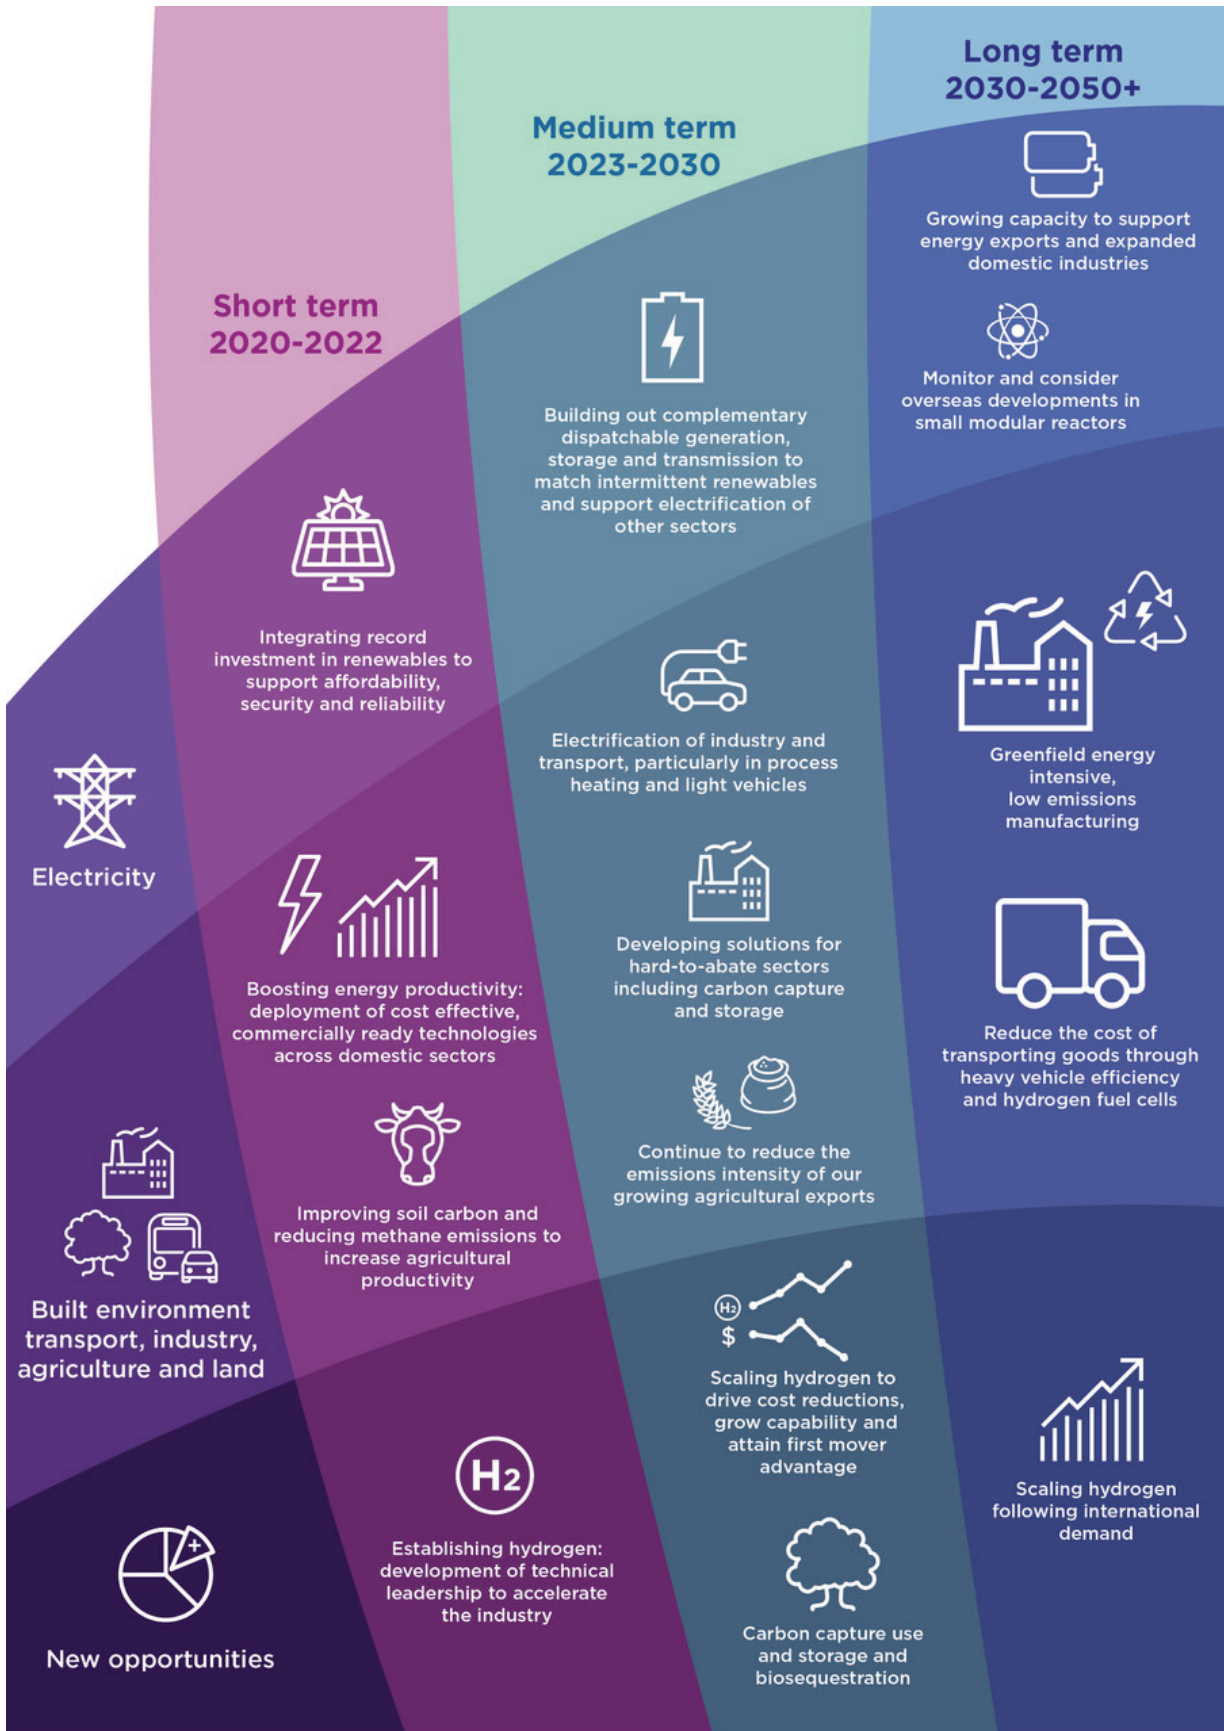 Long term
2030-2050+
Medium term
2023-2030
Short term
2020-2022
Electricity
Integrating record
investment in renewables to
support affordability,
security and reliability
Building out complementary
dispatchable generation,
storage and transmission to
match intermittent renewables
and support electrification of
other sectors
Growing capacity to support
energy exports and expanded
domestic industries
Monitor and consider
overseas developments in
small modular reactors
Built environment
transport, industry,
agriculture and land
Boosting energy productivity:
deployment of cost effective,
commercially ready technologies
across domestic sectors
Improving soil carbon and
reducing methane emissions to
increase agricultural
productivity
Electrification of industry and
transport, particularly in process
heating and light vehicles
Developing solutions for
hard-to-abate sectors
including carbon capture
and storage
Continue to reduce the
emissions intensity of our
growing agricultural exports
Greenfield energy
intensive,
low emissions
manufacturing
Reduce the cost of
transporting goods through
heavy vehicle efficiency
and hydrogen fuel cells
New opportunities
H2
Establishing hydrogen:
development of technical
leadership to accelerate
the industry
H2
$
Scaling hydrogen to
drive cost reductions,
grow capability and
attain first mover
advantage
Carbon capture use
and storage and
biosequestration
Scaling hydrogen
following international
demand